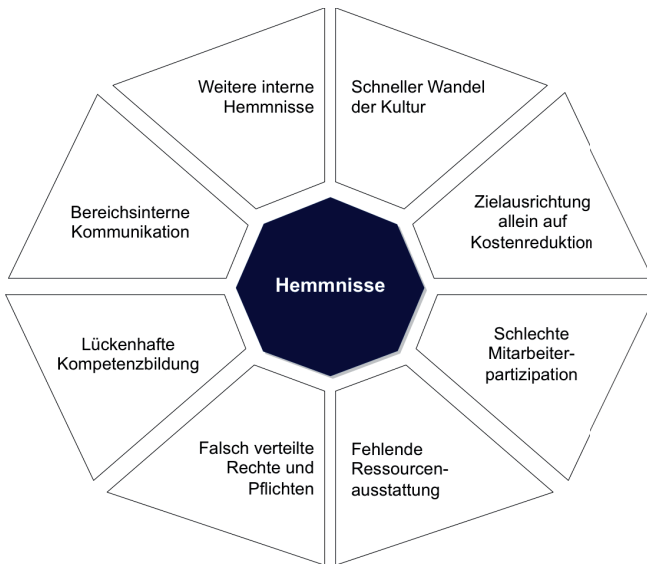 Weitere interne
Hemmnisse
Schneller Wandel
der Kultur
Zielausrichtung
allein auf
Kostenreduktion
Schlechte
Mitarbeiter-
partizipation
Fehlende
Ressourcen-
ausstattung
Falsch verteilte
Rechte und
Pflichten
Lückenhafte
Kompetenzbildung
Bereichsinterne
Kommunikation
Hemmnisse